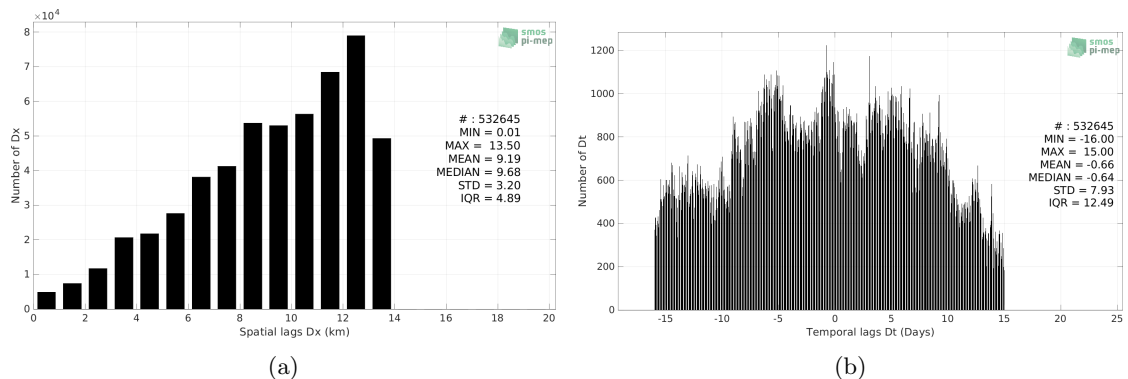 ×10⁴
8
7
6
5
4
3
2
1
0
Number of Dx
smos
pi-mep
# : 532645
MIN = 0.01
MAX = 13.50
MEAN = 9.19
MEDIAN = 9.68
STD = 3.20
IQR = 4.89
0 2 4 6 8 10 12 14 16 18 20
Spatial lags Dx (km)
(a)
1200
1000
800
600
400
200
0
Number of Dt
smos
pi-mep
# : 532645
MIN = -16.00
MAX = 15.00
MEAN = -0.66
MEDIAN = -0.64
STD = 7.93
IQR = 12.49
-15 -10 -5 0 5 10 15 20 25
Temporal lags Dt (Days)
(b)